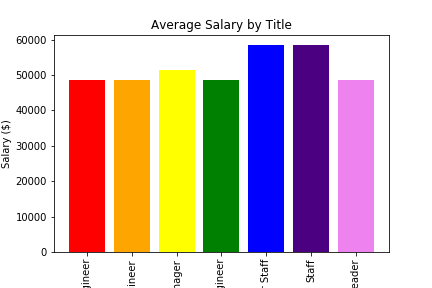 Average Salary by Title
Salary ($)
60000
50000
40000
30000
20000
10000
0
gineer
ineer
nager
gineer
Staff
Staff
eader